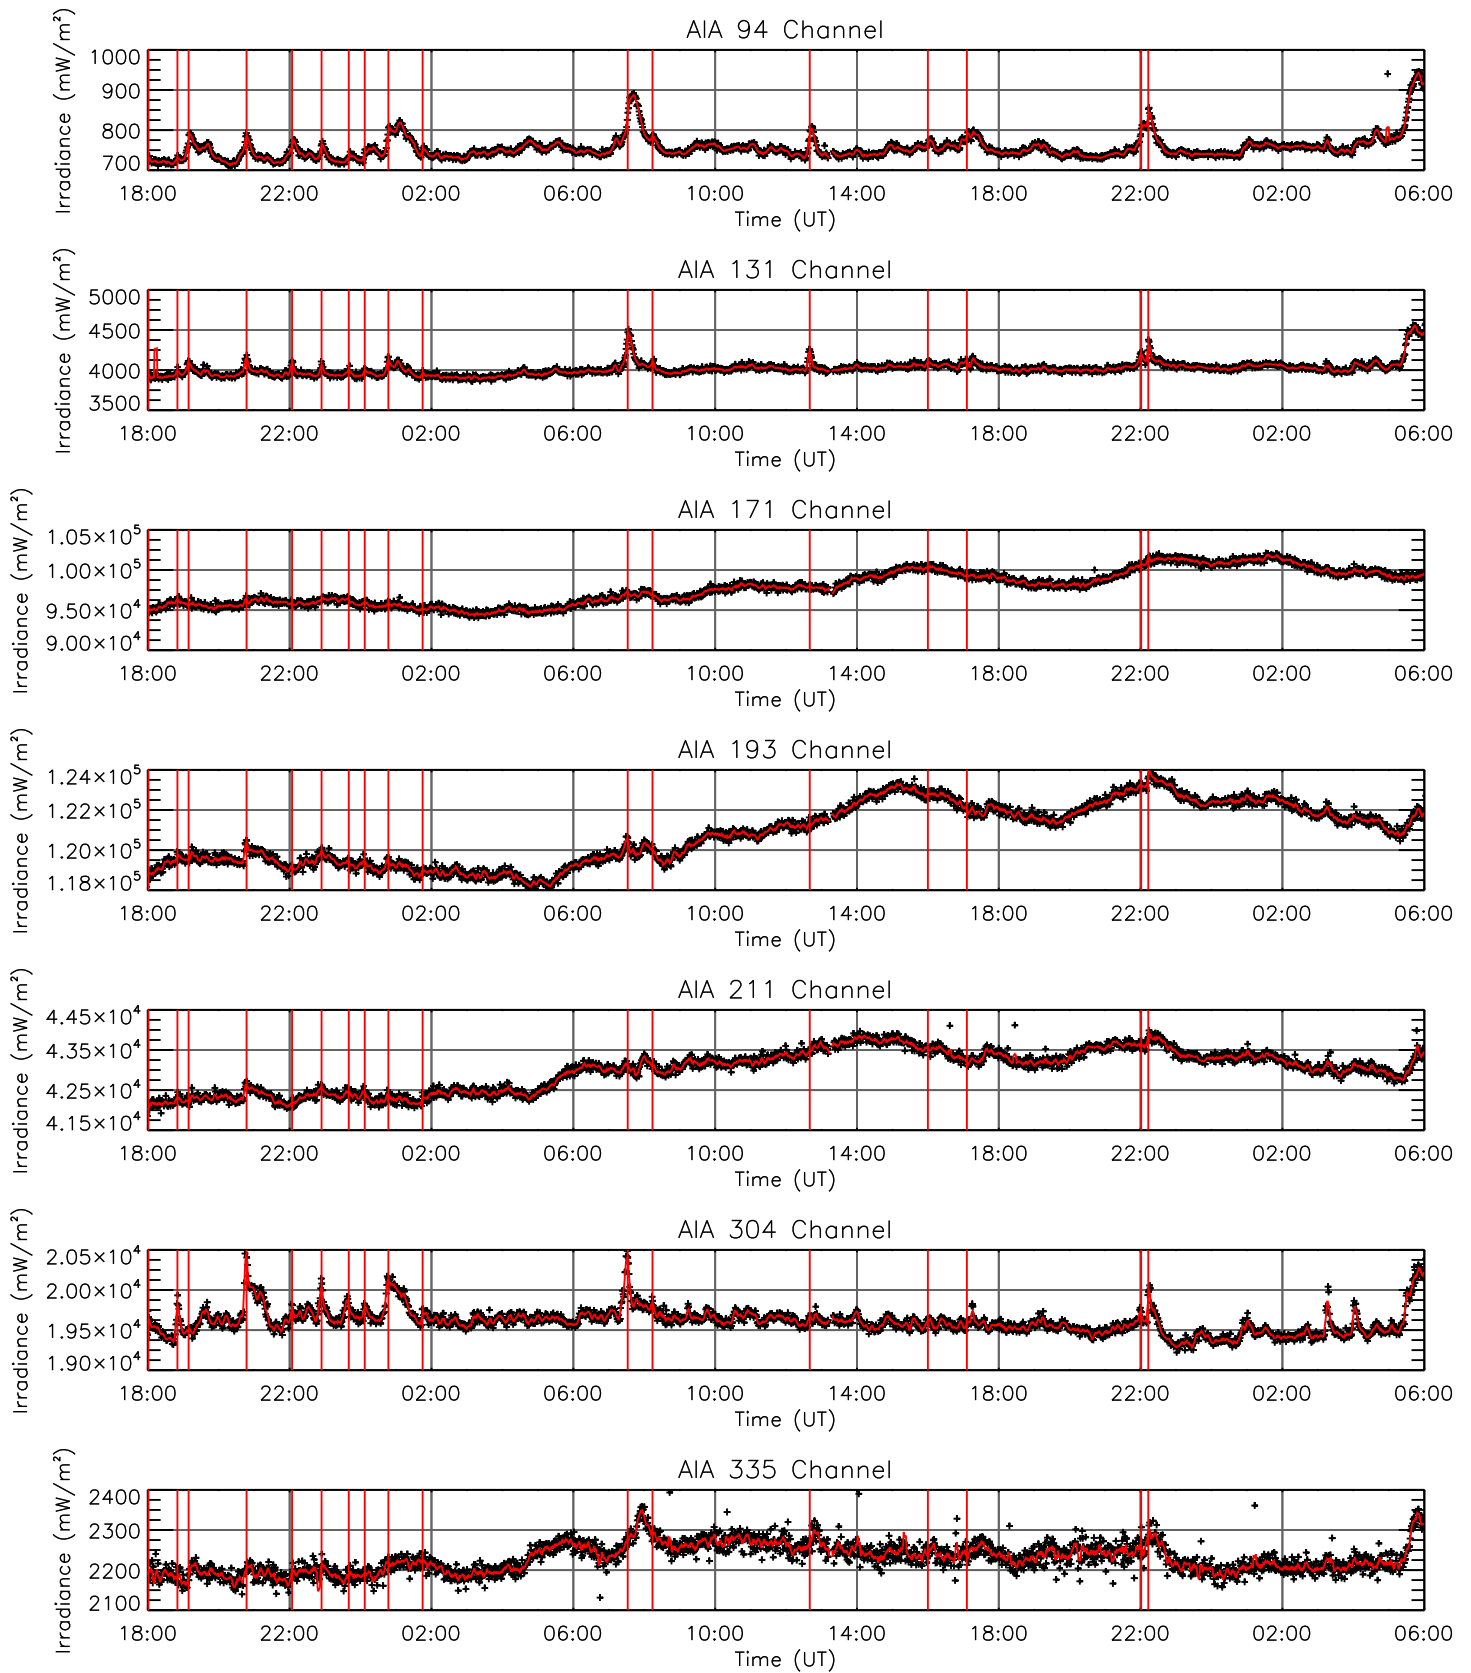 AIA 94 Channel
Irradiance (mW/m²)
1000
900
800
700
18:00 22:00 02:00 06:00 10:00 14:00 18:00 22:00 02:00 06:00
Time (UT)
AIA 131 Channel
Irradiance (mW/m²)
5000
4500
4000
3500
18:00 22:00 02:00 06:00 10:00 14:00 18:00 22:00 02:00 06:00
Time (UT)
AIA 171 Channel
Irradiance (mW/m²)
1.05×10⁵
1.00×10⁵
9.50×10⁴
9.00×10⁴
18:00 22:00 02:00 06:00 10:00 14:00 18:00 22:00 02:00 06:00
Time (UT)
AIA 193 Channel
Irradiance (mW/m²)
1.24×10⁵
1.22×10⁵
1.20×10⁵
1.18×10⁵
18:00 22:00 02:00 06:00 10:00 14:00 18:00 22:00 02:00 06:00
Time (UT)
AIA 211 Channel
Irradiance (mW/m²)
4.45×10⁴
4.35×10⁴
4.25×10⁴
4.15×10⁴
18:00 22:00 02:00 06:00 10:00 14:00 18:00 22:00 02:00 06:00
Time (UT)
AIA 304 Channel
Irradiance (mW/m²)
2.05×10⁴
2.00×10⁴
1.95×10⁴
1.90×10⁴
18:00 22:00 02:00 06:00 10:00 14:00 18:00 22:00 02:00 06:00
Time (UT)
AIA 335 Channel
Irradiance (mW/m²)
2400
2300
2200
2100
18:00 22:00 02:00 06:00 10:00 14:00 18:00 22:00 02:00 06:00
Time (UT)